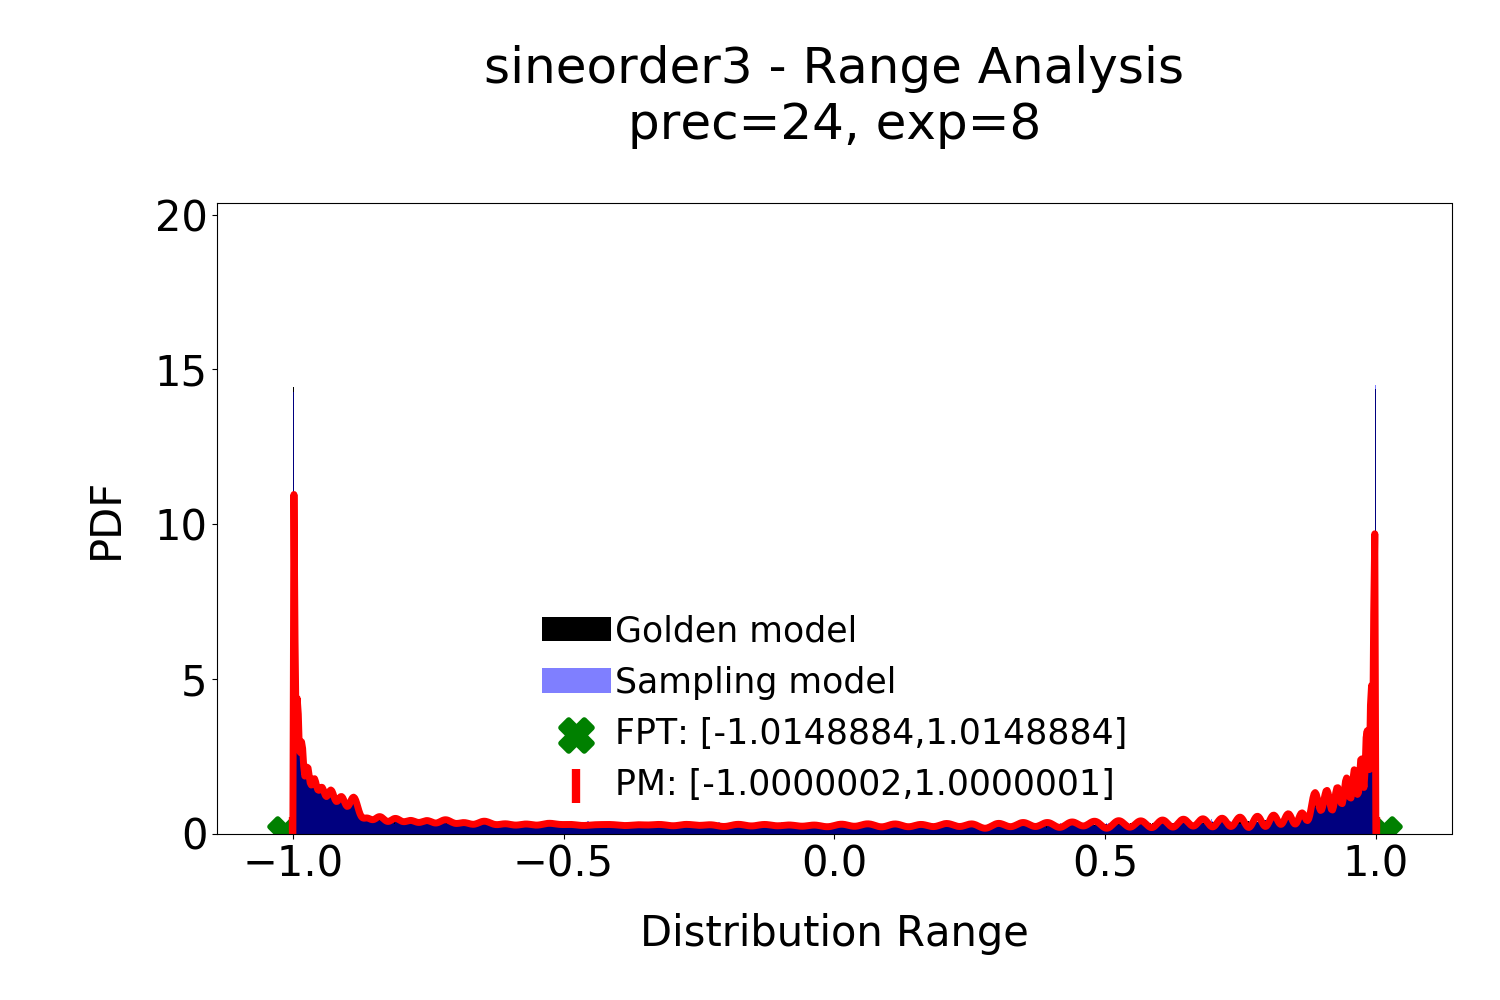 sineorder3 - Range Analysis
prec=24, exp=8
20
15
10
5
0
PDF
Golden model
Sampling model
FPT: [-1.0148884,1.0148884]
PM: [-1.0000002,1.0000001]
−1.0 −0.5 0.0 0.5 1.0
Distribution Range